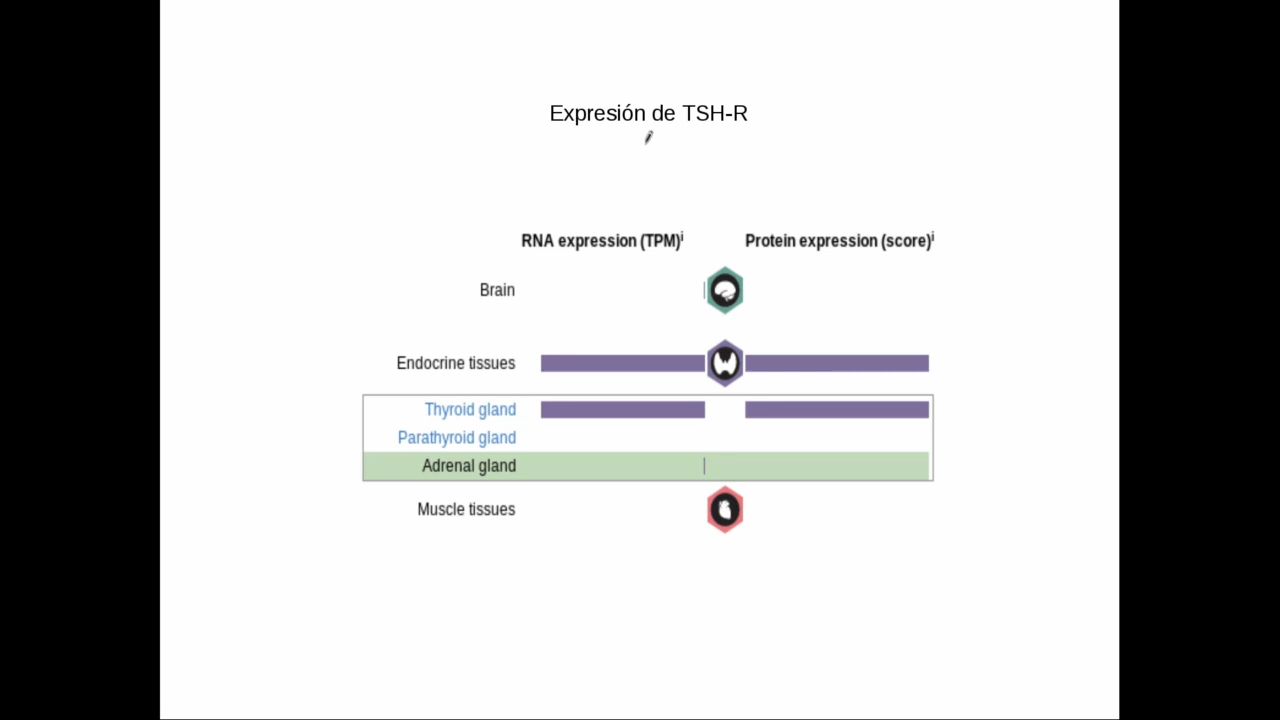 Expresión de TSH-R
RNA expression (TPM)i
Protein expression (score)i
Brain
Endocrine tissues
Thyroid gland
Parathyroid gland
Adrenal gland
Muscle tissues